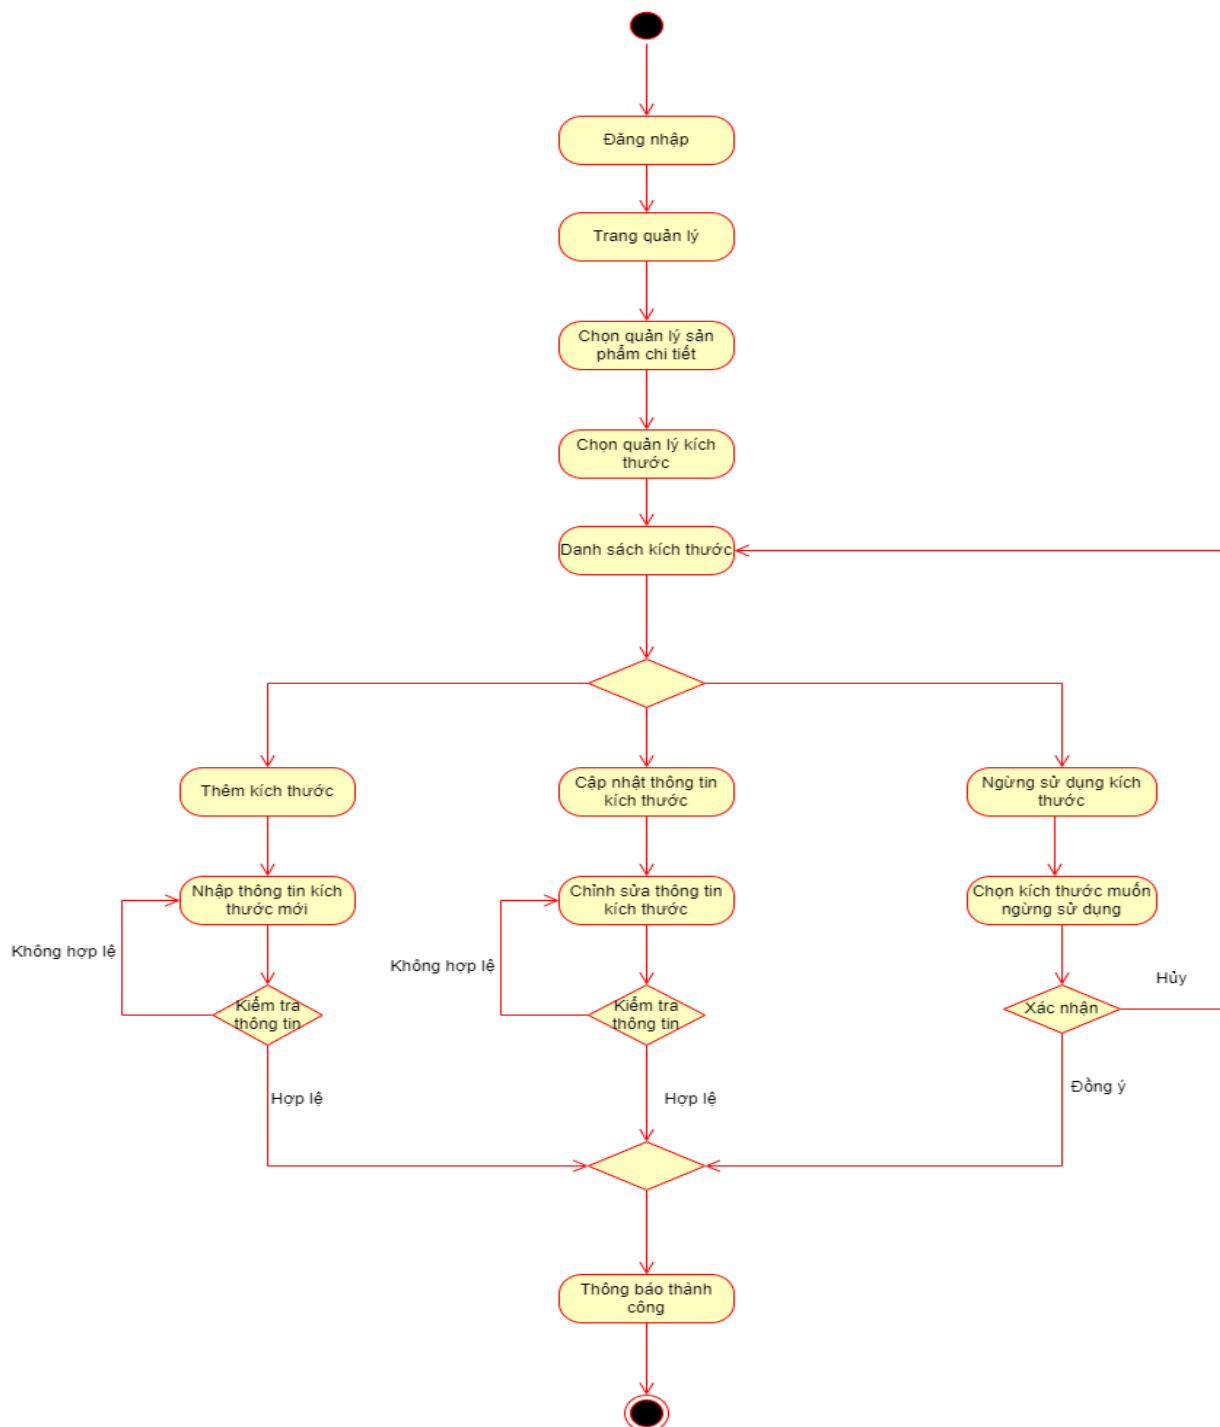 Đăng nhập
Trang quản lý
Chọn quản lý sản
phẩm chi tiết
Chọn quản lý kích
thước
Danh sách kích thước
Thêm kích thước
Cập nhật thông tin
kích thước
Ngừng sử dụng kích
thước
Nhập thông tin kích
thước mới
Chỉnh sửa thông tin
kích thước
Chọn kích thước muốn
ngừng sử dụng
Không hợp lệ
Không hợp lệ
Hủy
Kiểm tra
thông tin
Kiểm tra
thông tin
Xác nhận
Hợp lệ
Hợp lệ
Đồng ý
Thông báo thành
công